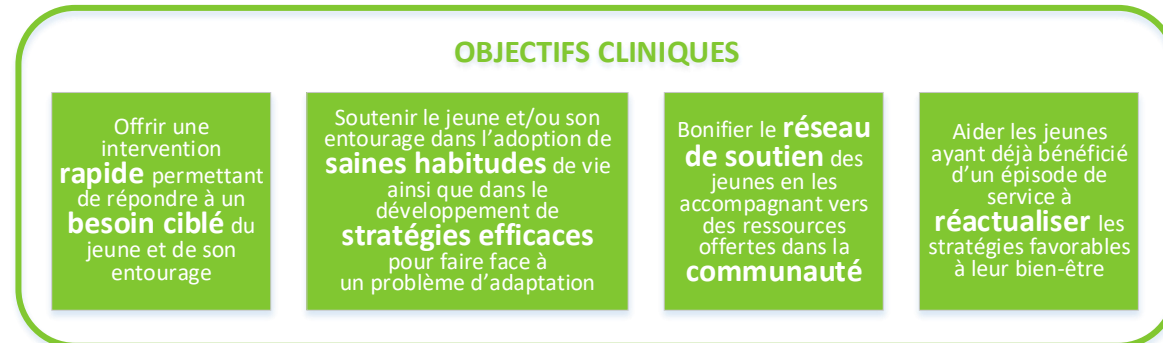 OBJECTIFS CLINIQUES
Offrir une
intervention
rapide permettant
de répondre à un
besoin ciblé du
jeune et de son
entourage
Soutenir le jeune et/ou son
entourage dans l’adoption de
saines habitudes de vie
ainsi que dans le
développement de
stratégies efficaces
pour faire face à
un problème d’adaptation
Bonifier le réseau
de soutien des
jeunes en les
accompagnant vers
des ressources
offertes dans la
communauté
Aider les jeunes
ayant déjà bénéficié
d’un épisode de
service à
réactualiser les
stratégies favorables
à leur bien-être